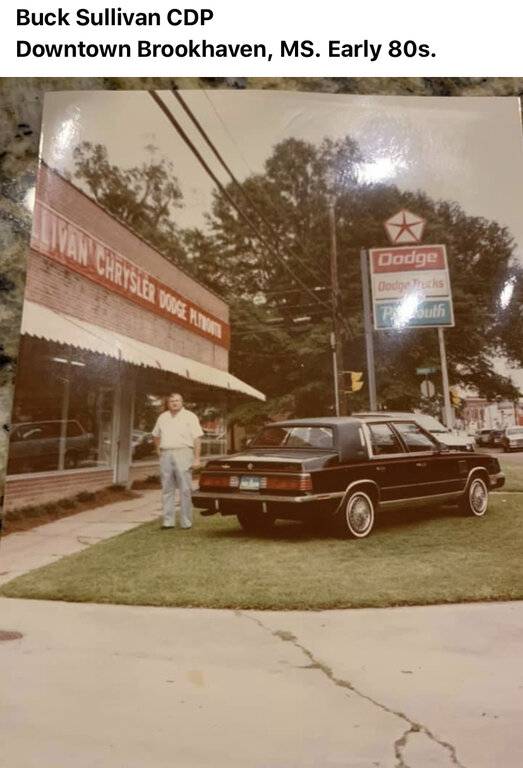 Buck Sullivan CDP
Downtown Brookhaven, MS. Early 80s.
LIVAN CHRYSLER DODGE PLYMOUTH
Dodge
Dodge Trucks
Plymouth